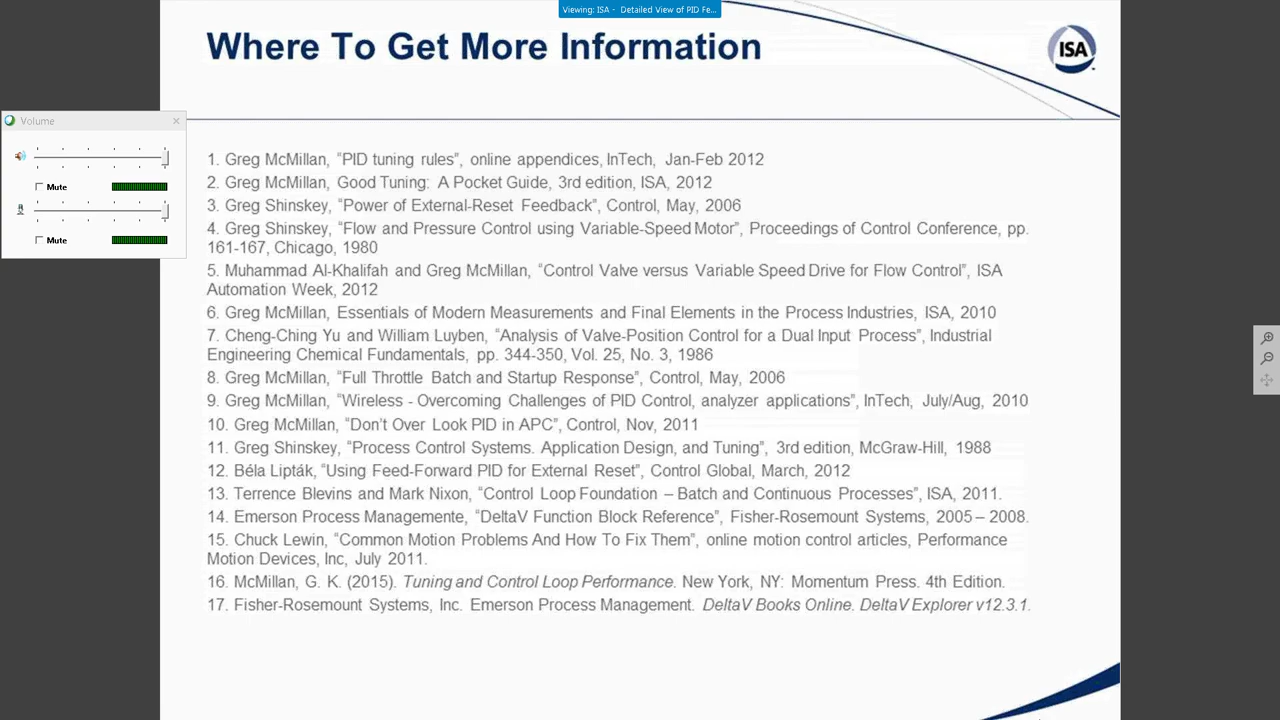 Viewing: ISA - Detailed View of PID Fe...
Where To Get More Information
ISA
Volume
Mute
Mute
1. Greg McMillan, “PID tuning rules”, online appendices, InTech, Jan-Feb 2012
2. Greg McMillan, Good Tuning: A Pocket Guide, 3rd edition, ISA, 2012
3. Greg Shinskey, “Power of External-Reset Feedback”, Control, May, 2006
4. Greg Shinskey, “Flow and Pressure Control using Variable-Speed Motor”, Proceedings of Control Conference, pp.
161-167, Chicago, 1980
5. Muhammad Al-Khalifah and Greg McMillan, “Control Valve versus Variable Speed Drive for Flow Control”, ISA
Automation Week, 2012
6. Greg McMillan, Essentials of Modern Measurements and Final Elements in the Process Industries, ISA, 2010
7. Cheng-Ching Yu and William Luyben, “Analysis of Valve-Position Control for a Dual Input Process”, Industrial
Engineering Chemical Fundamentals, pp. 344-350, Vol. 25, No. 3, 1986
8. Greg McMillan, “Full Throttle Batch and Startup Response”, Control, May, 2006
9. Greg McMillan, “Wireless - Overcoming Challenges of PID Control, analyzer applications”, InTech, July/Aug, 2010
10. Greg McMillan, “Don’t Over Look PID in APC”, Control, Nov, 2011
11. Greg Shinskey, “Process Control Systems. Application Design, and Tuning”, 3rd edition, McGraw-Hill, 1988
12. Béla Lipták, “Using Feed-Forward PID for External Reset”, Control Global, March, 2012
13. Terrence Blevins and Mark Nixon, “Control Loop Foundation – Batch and Continuous Processes”, ISA, 2011.
14. Emerson Process Managemente, “DeltaV Function Block Reference”, Fisher-Rosemount Systems, 2005 – 2008.
15. Chuck Lewin, “Common Motion Problems And How To Fix Them”, online motion control articles, Performance
Motion Devices, Inc, July 2011.
16. McMillan, G. K. (2015). Tuning and Control Loop Performance. New York, NY: Momentum Press. 4th Edition.
17. Fisher-Rosemount Systems, Inc. Emerson Process Management. DeltaV Books Online. DeltaV Explorer v12.3.1.